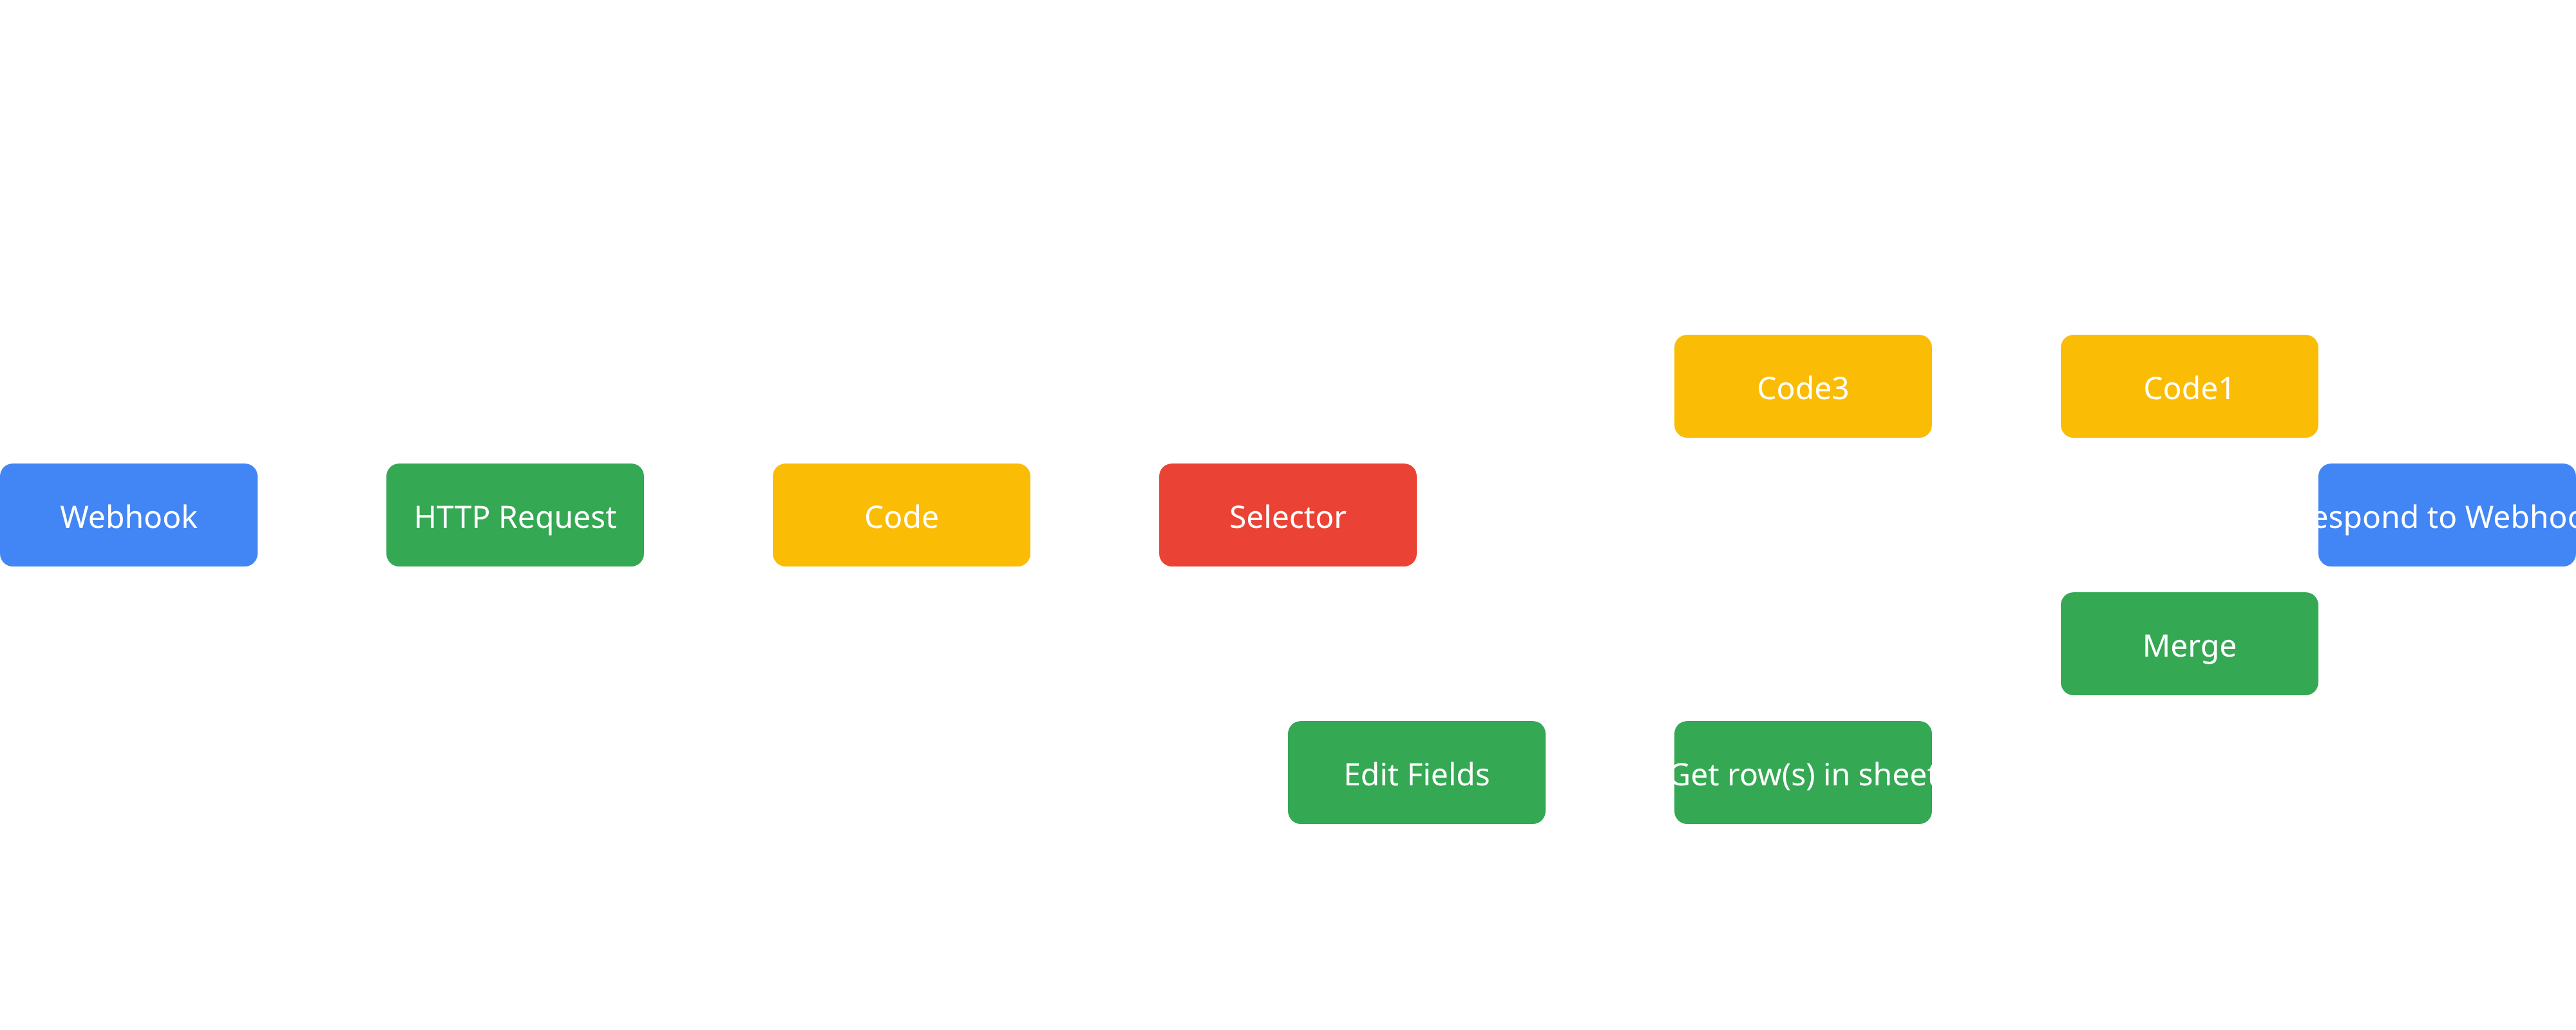 Code3
Code1
Webhook
HTTP Request
Code
Selector
espond to Webhoo
Merge
Edit Fields
Get row(s) in sheet